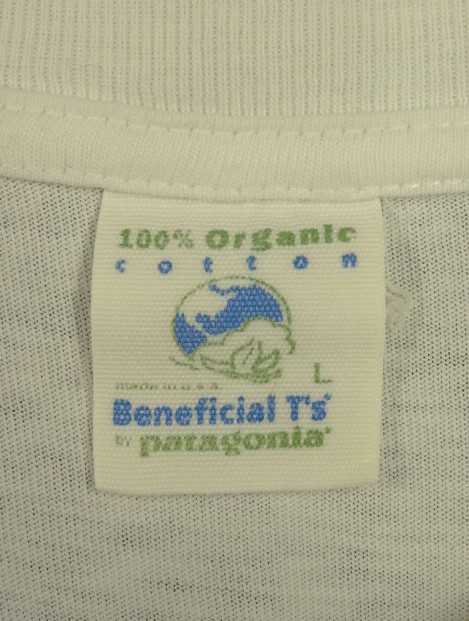 100% Organic
cotton
L
made in u.s.a.
Beneficial T's®
by patagonia®